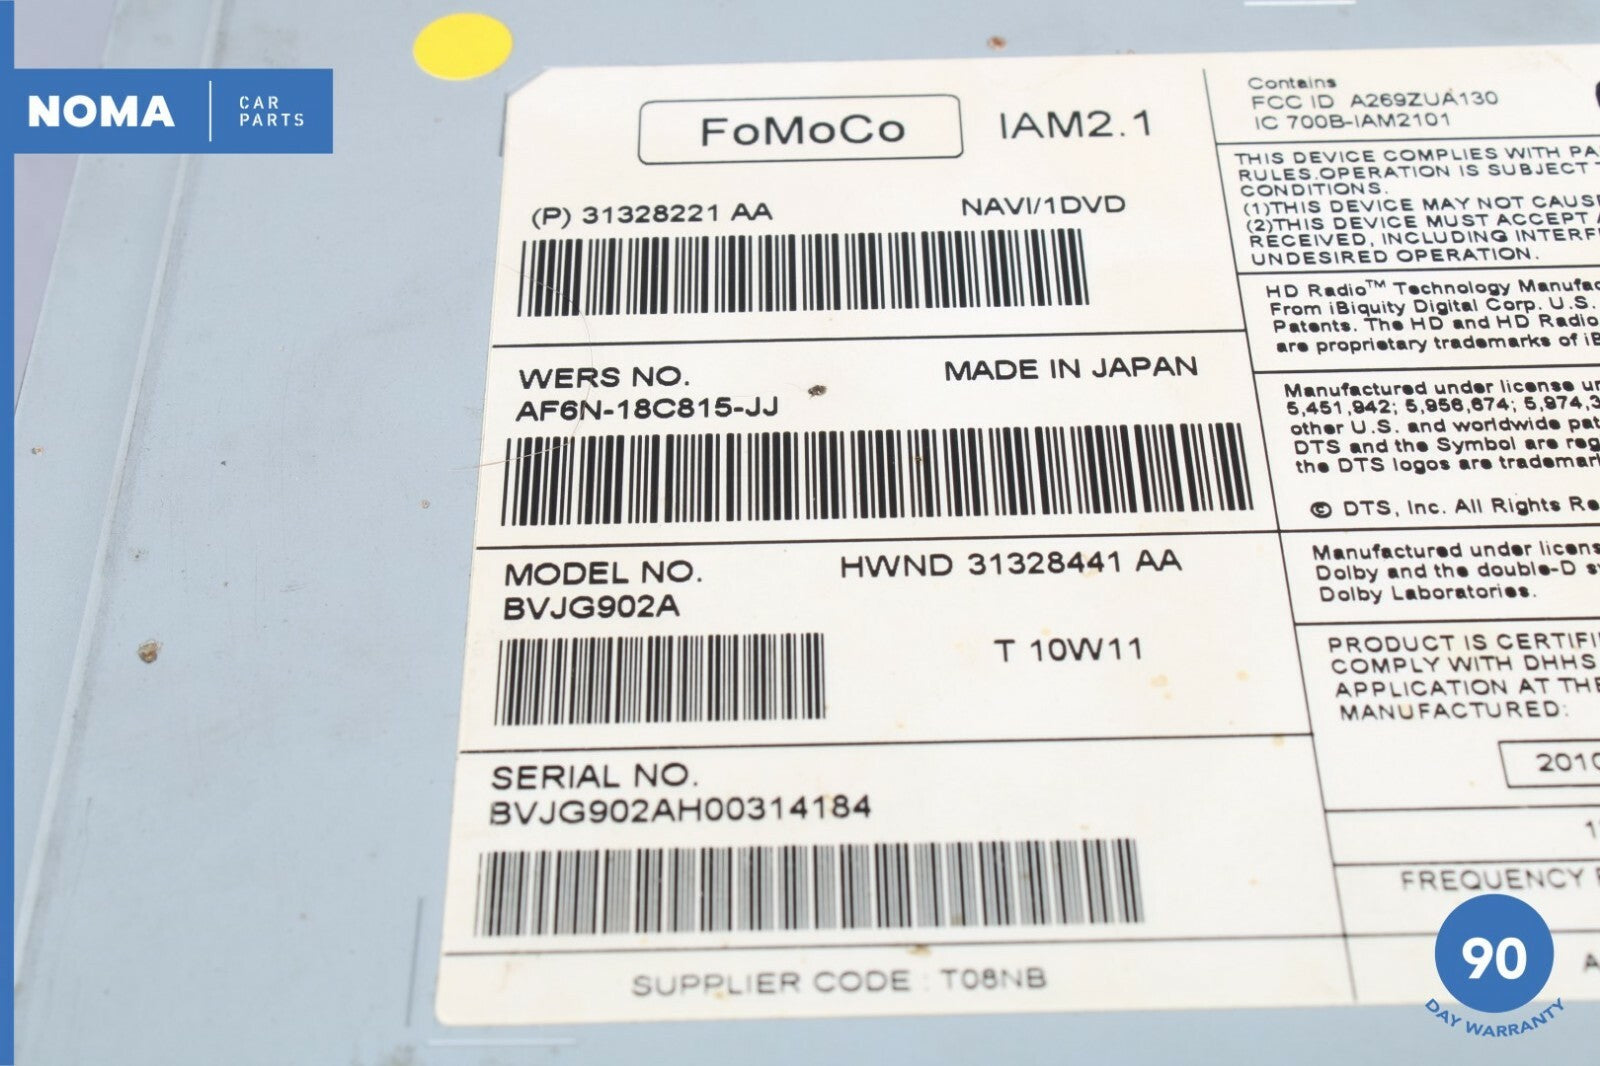 NOMA
CAR
PARTS
FoMoCo
IAM2.1
(P) 31328221 AA
NAVI/1DVD
WERS NO.
MADE IN JAPAN
AF6N-18C815-JJ
MODEL NO.
HWND 31328441 AA
BVJG902A
T 10W11
SERIAL NO.
BVJG902AH00314184
SUPPLIER CODE : T08NB
Contains
FCC ID A269ZUA130
IC 700B-IAM2101
THIS DEVICE COMPLIES WITH PA
RULES.OPERATION IS SUBJECT
CONDITIONS.
(1)THIS DEVICE MAY NOT CAUS
(2)THIS DEVICE MUST ACCEPT
RECEIVED, INCLUDING INTERF
UNDESIRED OPERATION.
HD Radio™ Technology Manufac
From iBiquity Digital Corp. U.S.
Patents. The HD and HD Radio
are proprietary trademarks of iB
Manufactured under license un
5,451,942; 5,956,674; 5,974,3
other U.S. and worldwide pat
DTS and the Symbol are reg
the DTS logos are trademar
© DTS, Inc. All Rights Re
Manufactured under licens
Dolby and the double-D sy
Dolby Laboratories.
PRODUCT IS CERTIFI
COMPLY WITH DHHS
APPLICATION AT THE
MANUFACTURED:
2010
FREQUENCY
90
DAY WARRANTY